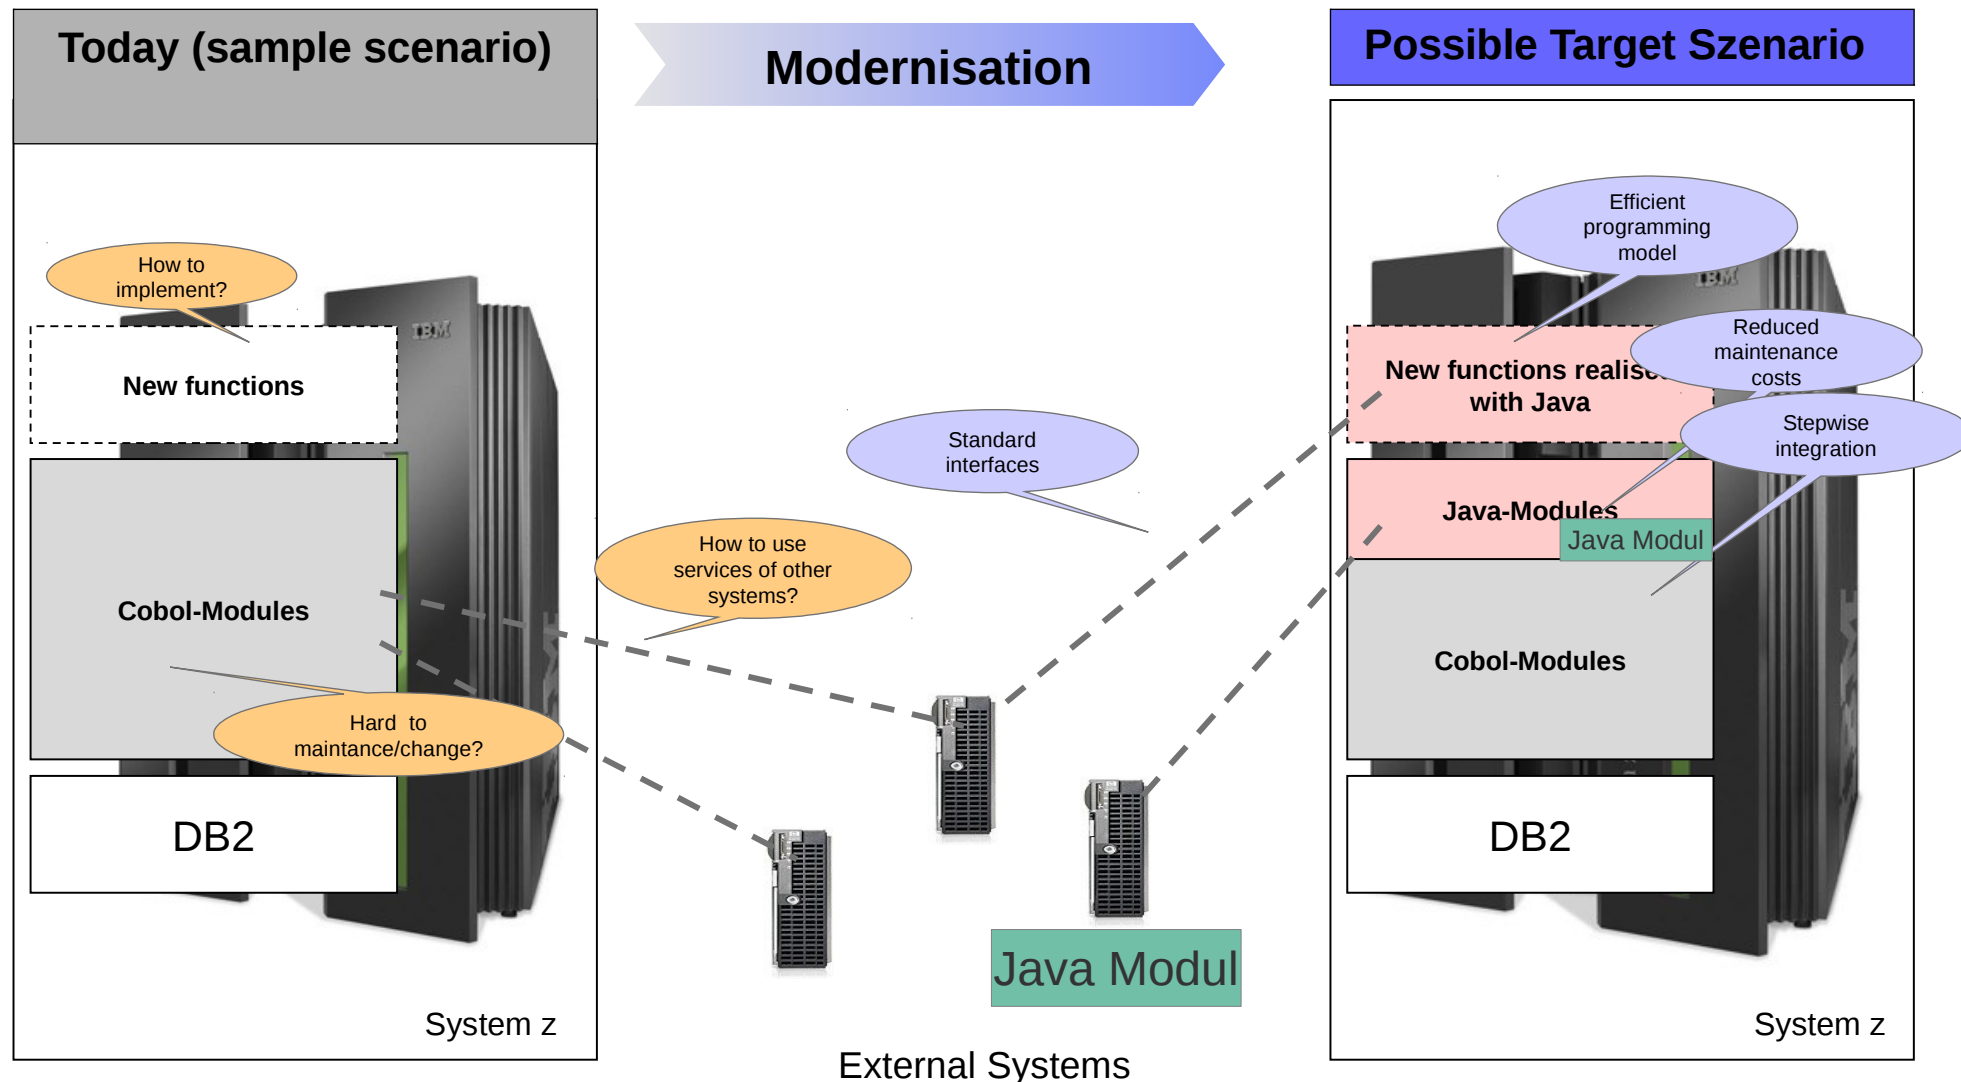 Today (sample scenario)
Modernisation
Possible Target Szenario
How to
implement?
IBM
New functions
Cobol-Modules
Hard  to
maintance/change?
DB2
System z
How to use
services of other
systems?
Standard
interfaces
Java Modul
External Systems
Efficient
programming
model
IBM
Reduced
maintenance
costs
New functions
with Java
Stepwise
integration
Java-Modules
Java Modul
Cobol-Modules
DB2
System z